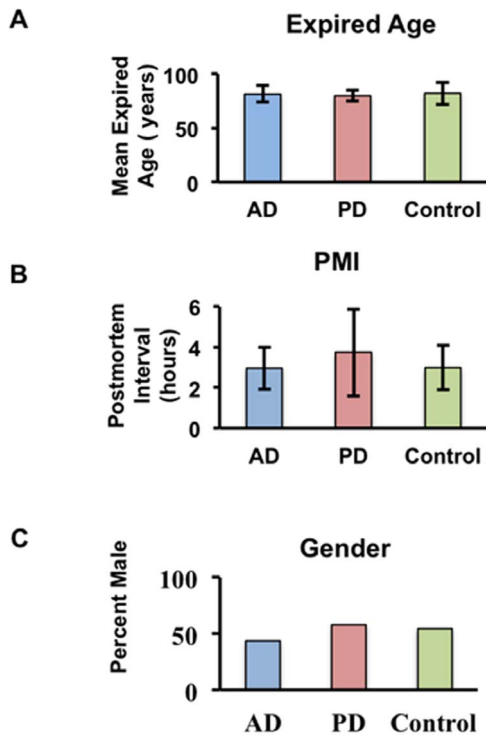 A
Expired Age
Mean Expired
Age ( years)
100
50
0
AD PD Control
B
PMI
Postmortem
Interval
(hours)
6
4
2
0
AD PD Control
C
Gender
Percent Male
100
50
0
AD PD Control